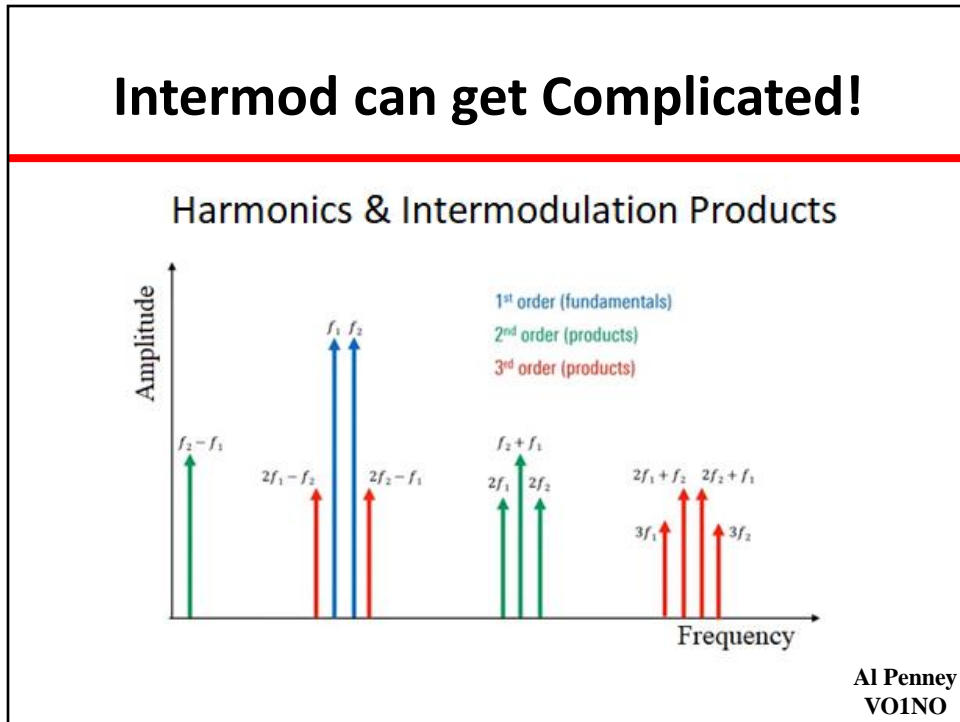 Intermod can get Complicated!
Harmonics & Intermodulation Products
Amplitude
1st order (fundamentals)
2nd order (products)
3rd order (products)
f₁ f₂
f₂ − f₁
2f₁ − f₂
2f₂ − f₁
f₂ + f₁
2f₁ 2f₂
2f₁ + f₂ 2f₂ + f₁
3f₁ 3f₂
Frequency
Al Penney
VO1NO